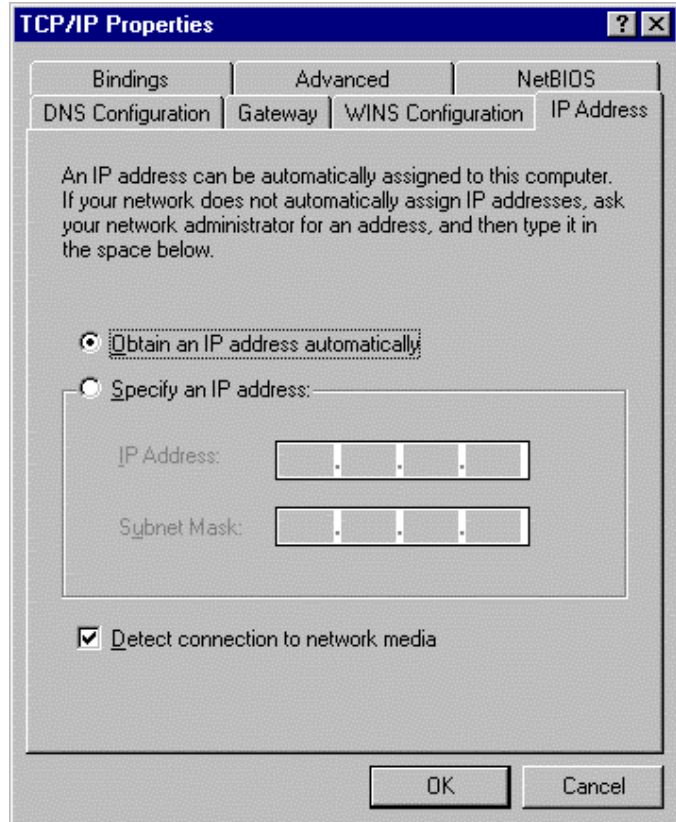 TCP/IP Properties
Bindings
Advanced
NetBIOS
DNS Configuration
Gateway
WINS Configuration
IP Address
An IP address can be automatically assigned to this computer.
If your network does not automatically assign IP addresses, ask
your network administrator for an address, and then type it in
the space below.
Obtain an IP address automatically
Specify an IP address:
IP Address:
. . .
Subnet Mask:
. . .
Detect connection to network media
OK
Cancel